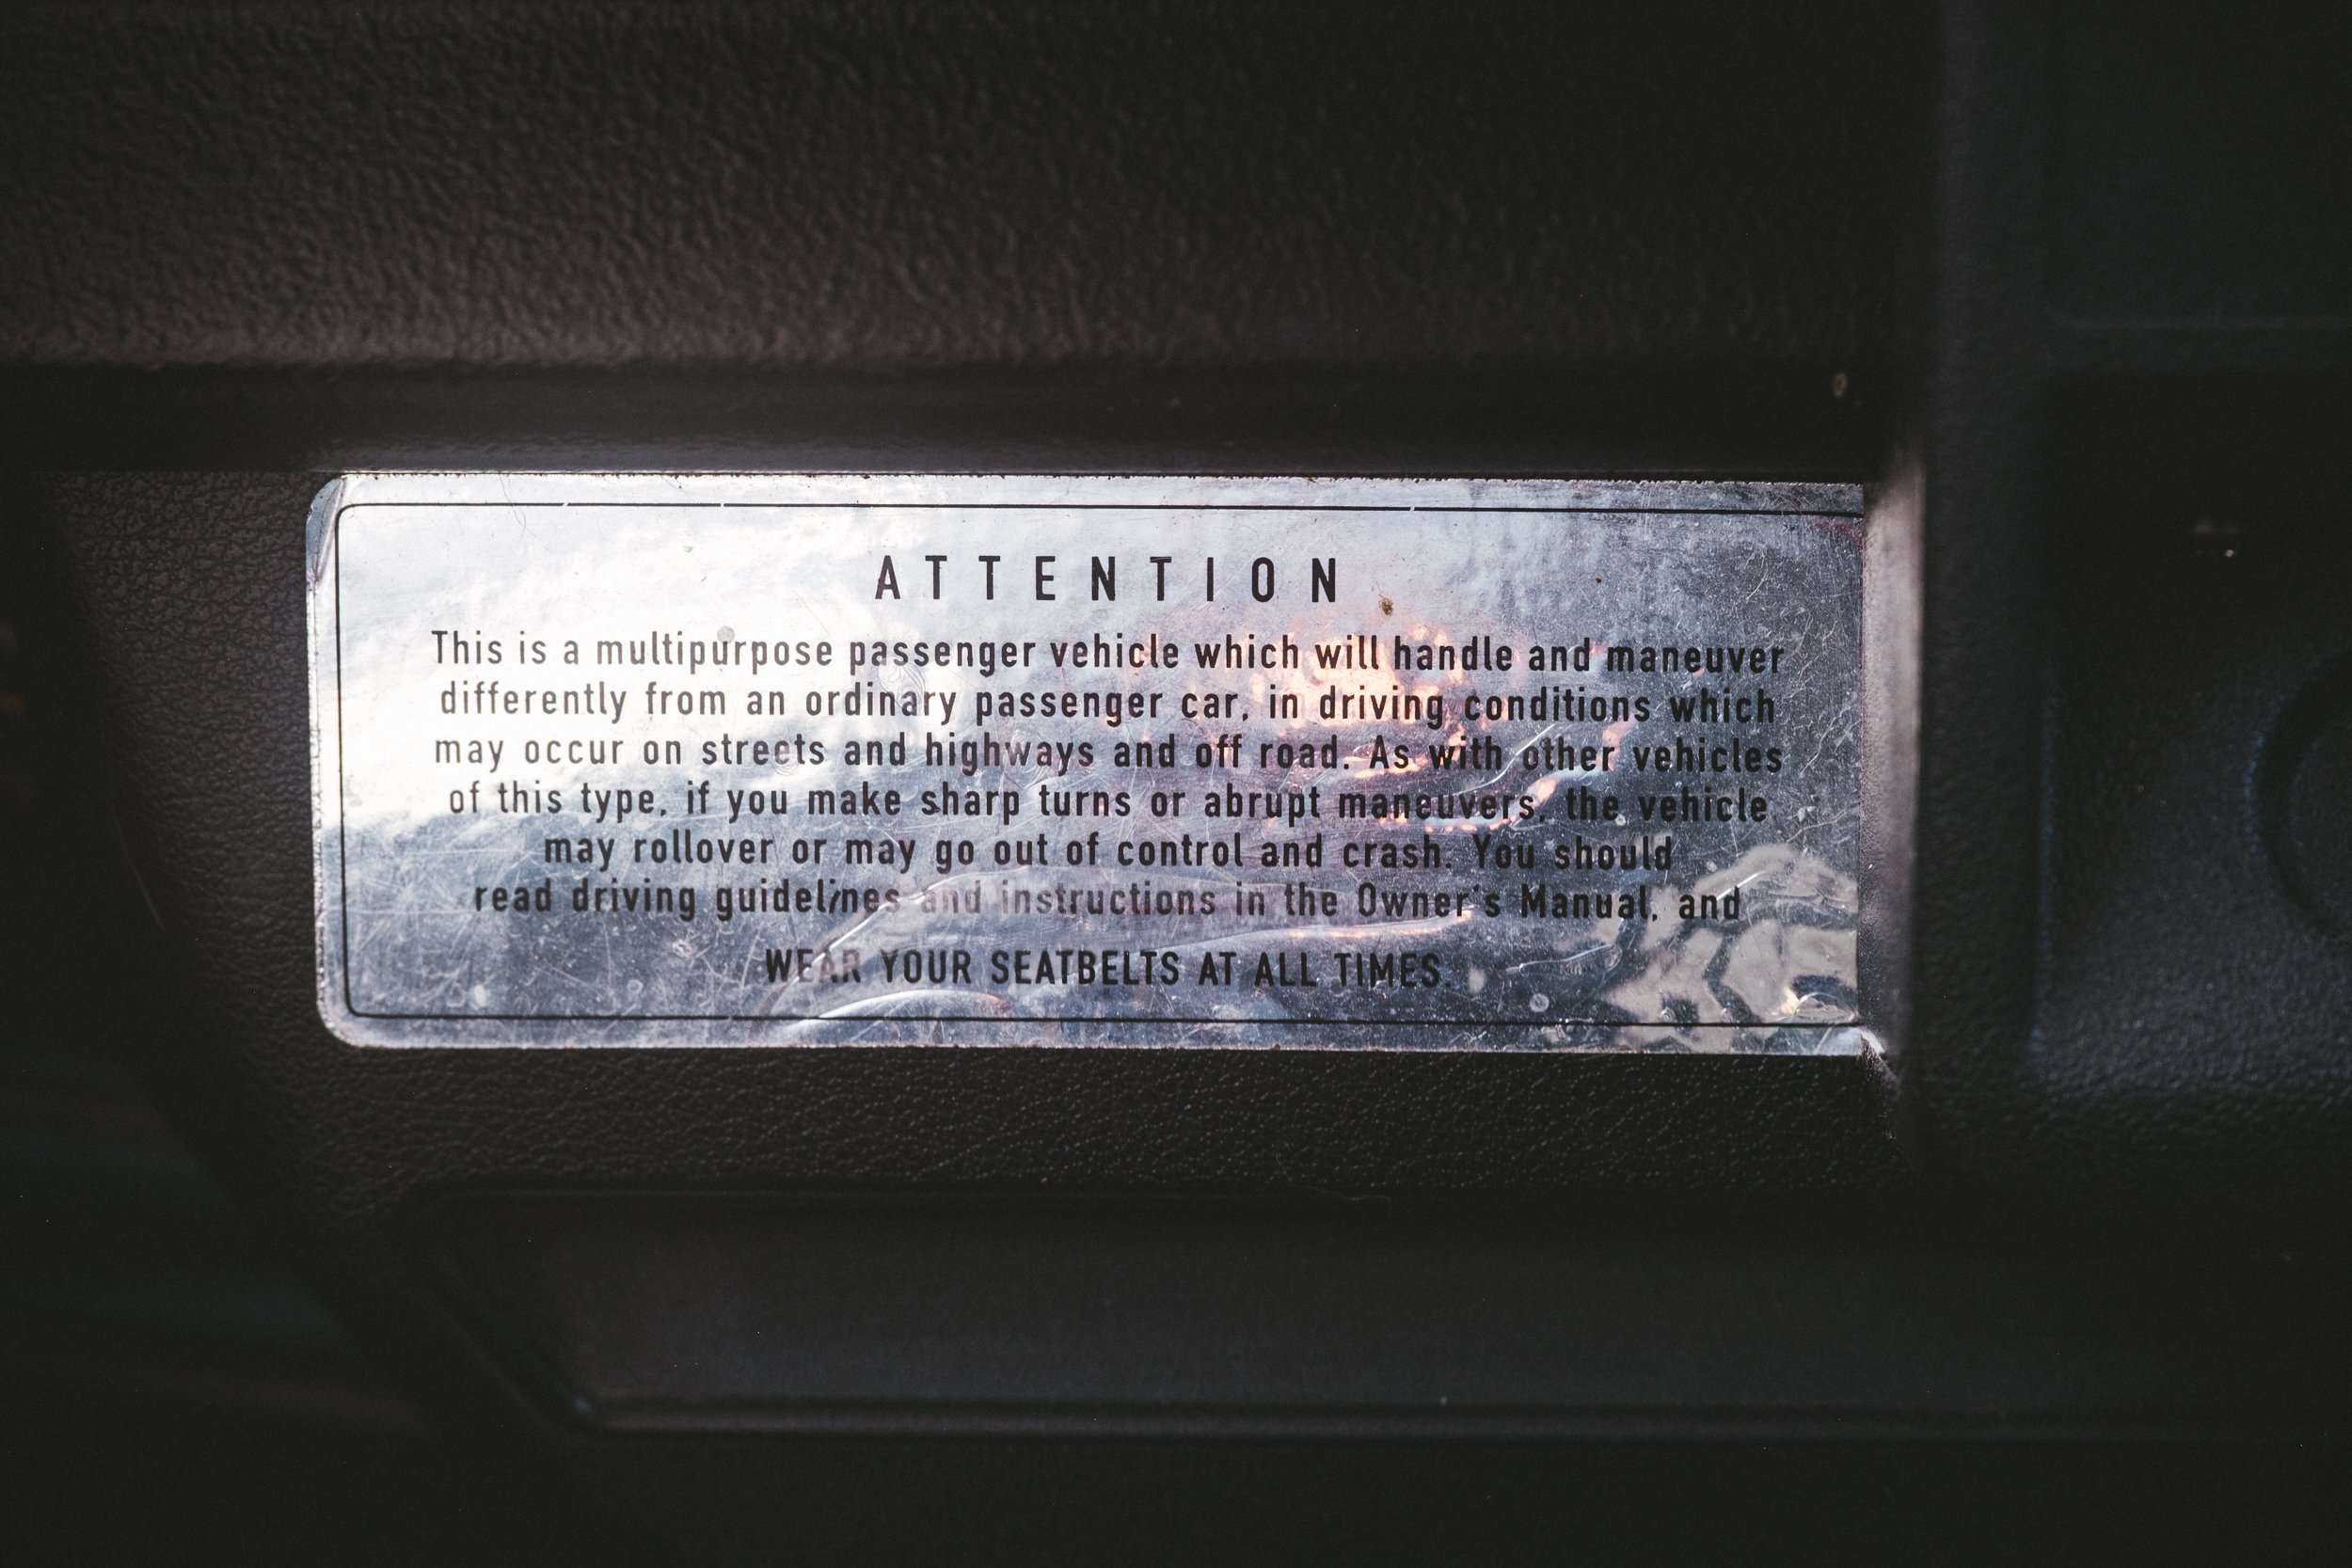 ATTENTION
This is a multipurpose passenger vehicle which will handle and maneuver
differently from an ordinary passenger car, in driving conditions which
may occur on streets and highways and off road. As with other vehicles
of this type, if you make sharp turns or abrupt maneuvers, the vehicle
may rollover or may go out of control and crash. You should
read driving guidelines and instructions in the Owner's Manual, and
WEAR YOUR SEATBELTS AT ALL TIMES.